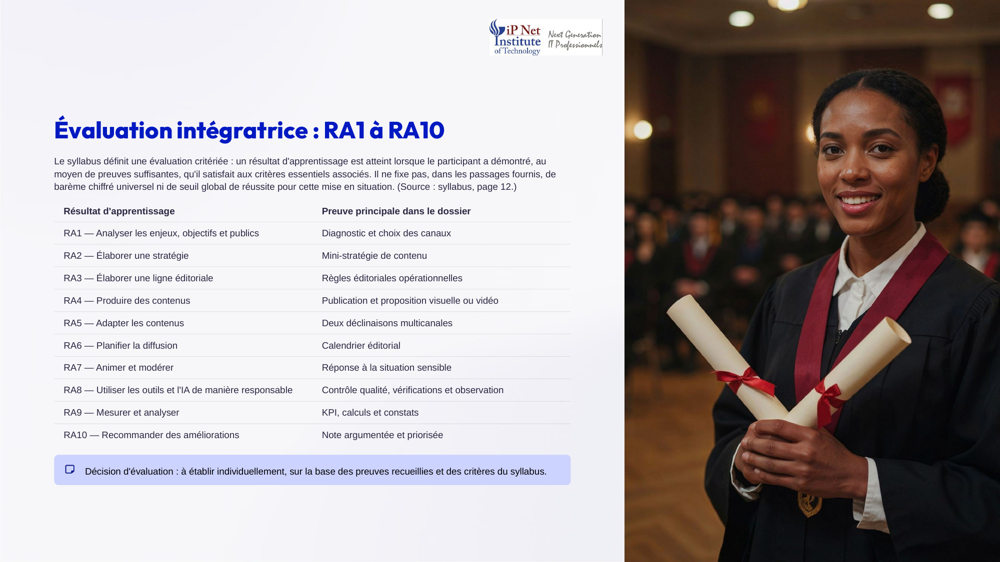 iP Net
Institute
of Technology
Next Generation
IT Professionnels
Évaluation intégratrice : RA1 à RA10
Le syllabus définit une évaluation critériée : un résultat d'apprentissage est atteint lorsque le participant a démontré, au
moyen de preuves suffisantes, qu'il satisfait aux critères essentiels associés. Il ne fixe pas, dans les passages fournis, de
barème chiffré universel ni de seuil global de réussite pour cette mise en situation. (Source : syllabus, page 12.)
Résultat d'apprentissage Preuve principale dans le dossier
RA1 — Analyser les enjeux, objectifs et publics Diagnostic et choix des canaux
RA2 — Élaborer une stratégie Mini-stratégie de contenu
RA3 — Élaborer une ligne éditoriale Règles éditoriales opérationnelles
RA4 — Produire des contenus Publication et proposition visuelle ou vidéo
RA5 — Adapter les contenus Deux déclinaisons multicanales
RA6 — Planifier la diffusion Calendrier éditorial
RA7 — Animer et modérer Réponse à la situation sensible
RA8 — Utiliser les outils et l'IA de manière responsable Contrôle qualité, vérifications et observation
RA9 — Mesurer et analyser KPI, calculs et constats
RA10 — Recommander des améliorations Note argumentée et priorisée
Décision d'évaluation : à établir individuellement, sur la base des preuves recueillies et des critères du syllabus.